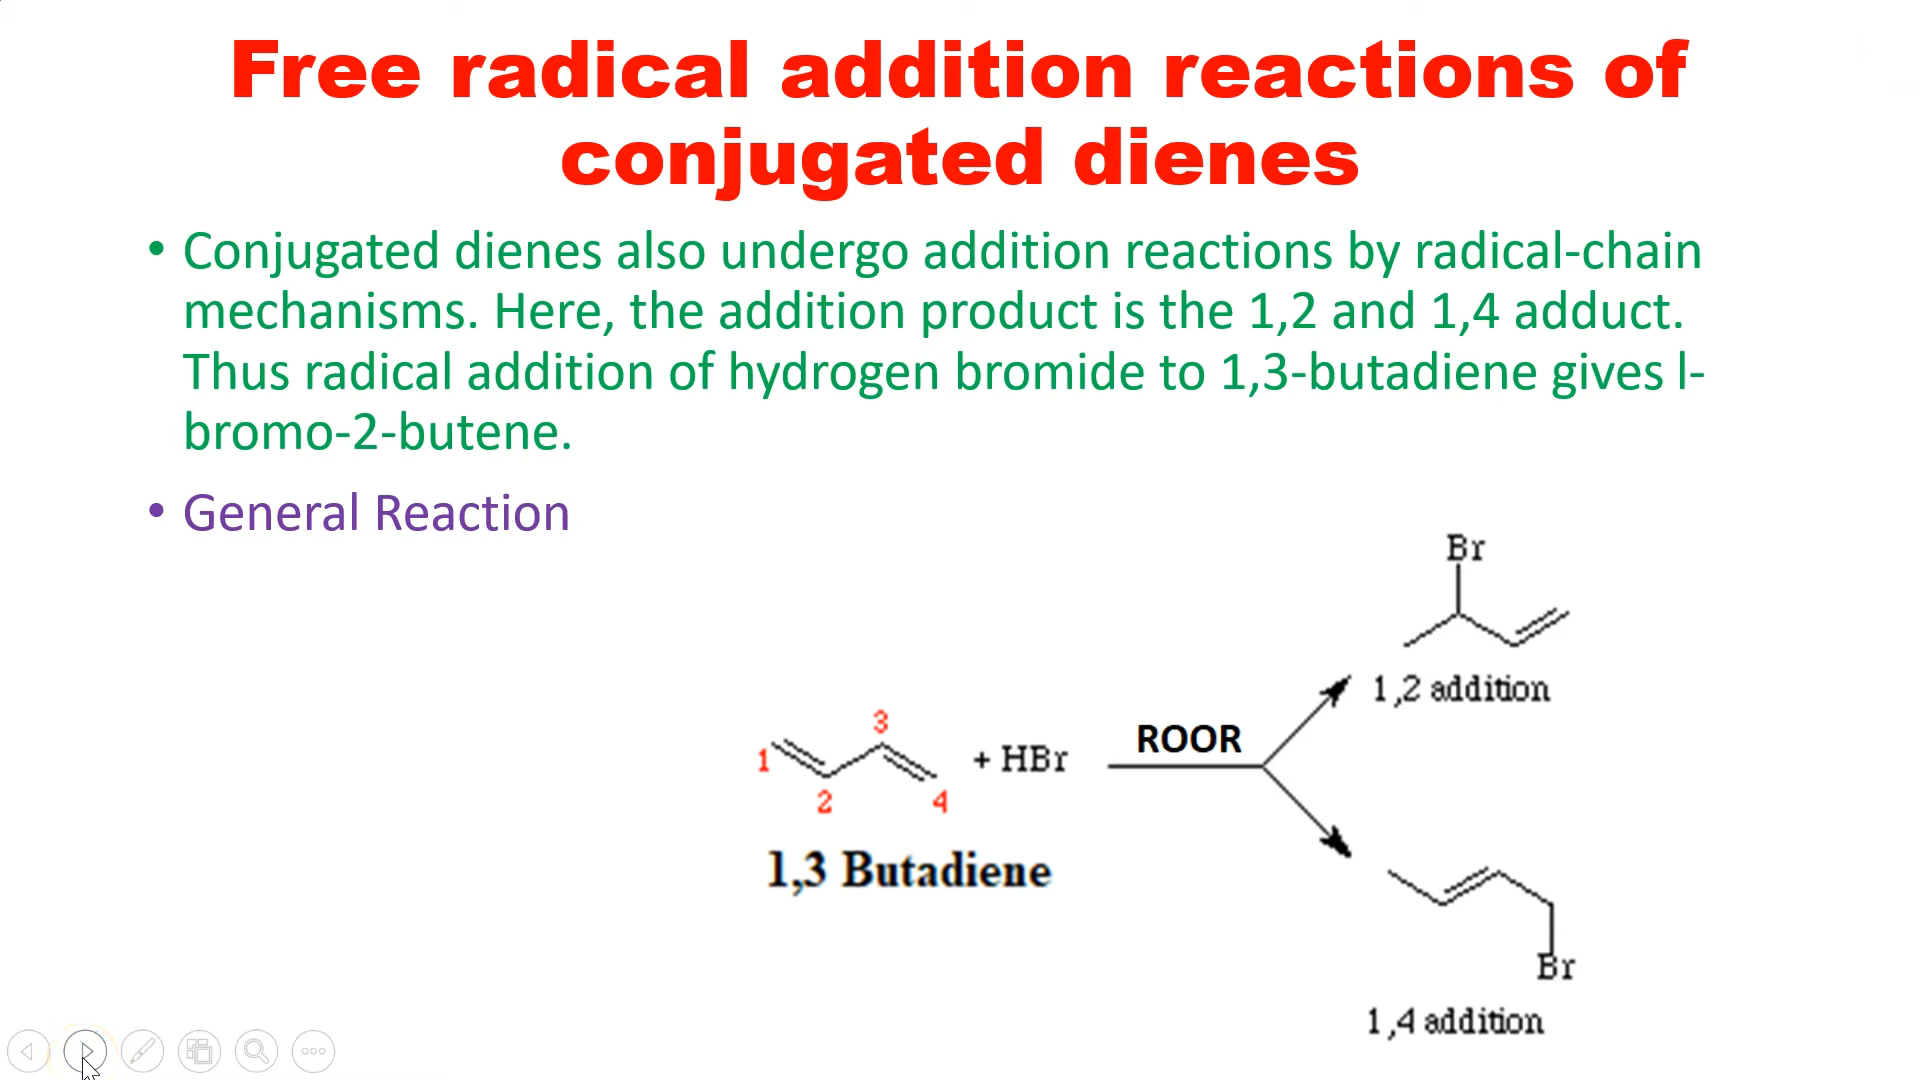 Free radical addition reactions of
conjugated dienes
• Conjugated dienes also undergo addition reactions by radical-chain
mechanisms. Here, the addition product is the 1,2 and 1,4 adduct.
Thus radical addition of hydrogen bromide to 1,3-butadiene gives l-
bromo-2-butene.
• General Reaction
Br
1,2 addition
3
ROOR
1
+ HBr
2
4
1,3 Butadiene
Br
1,4 addition